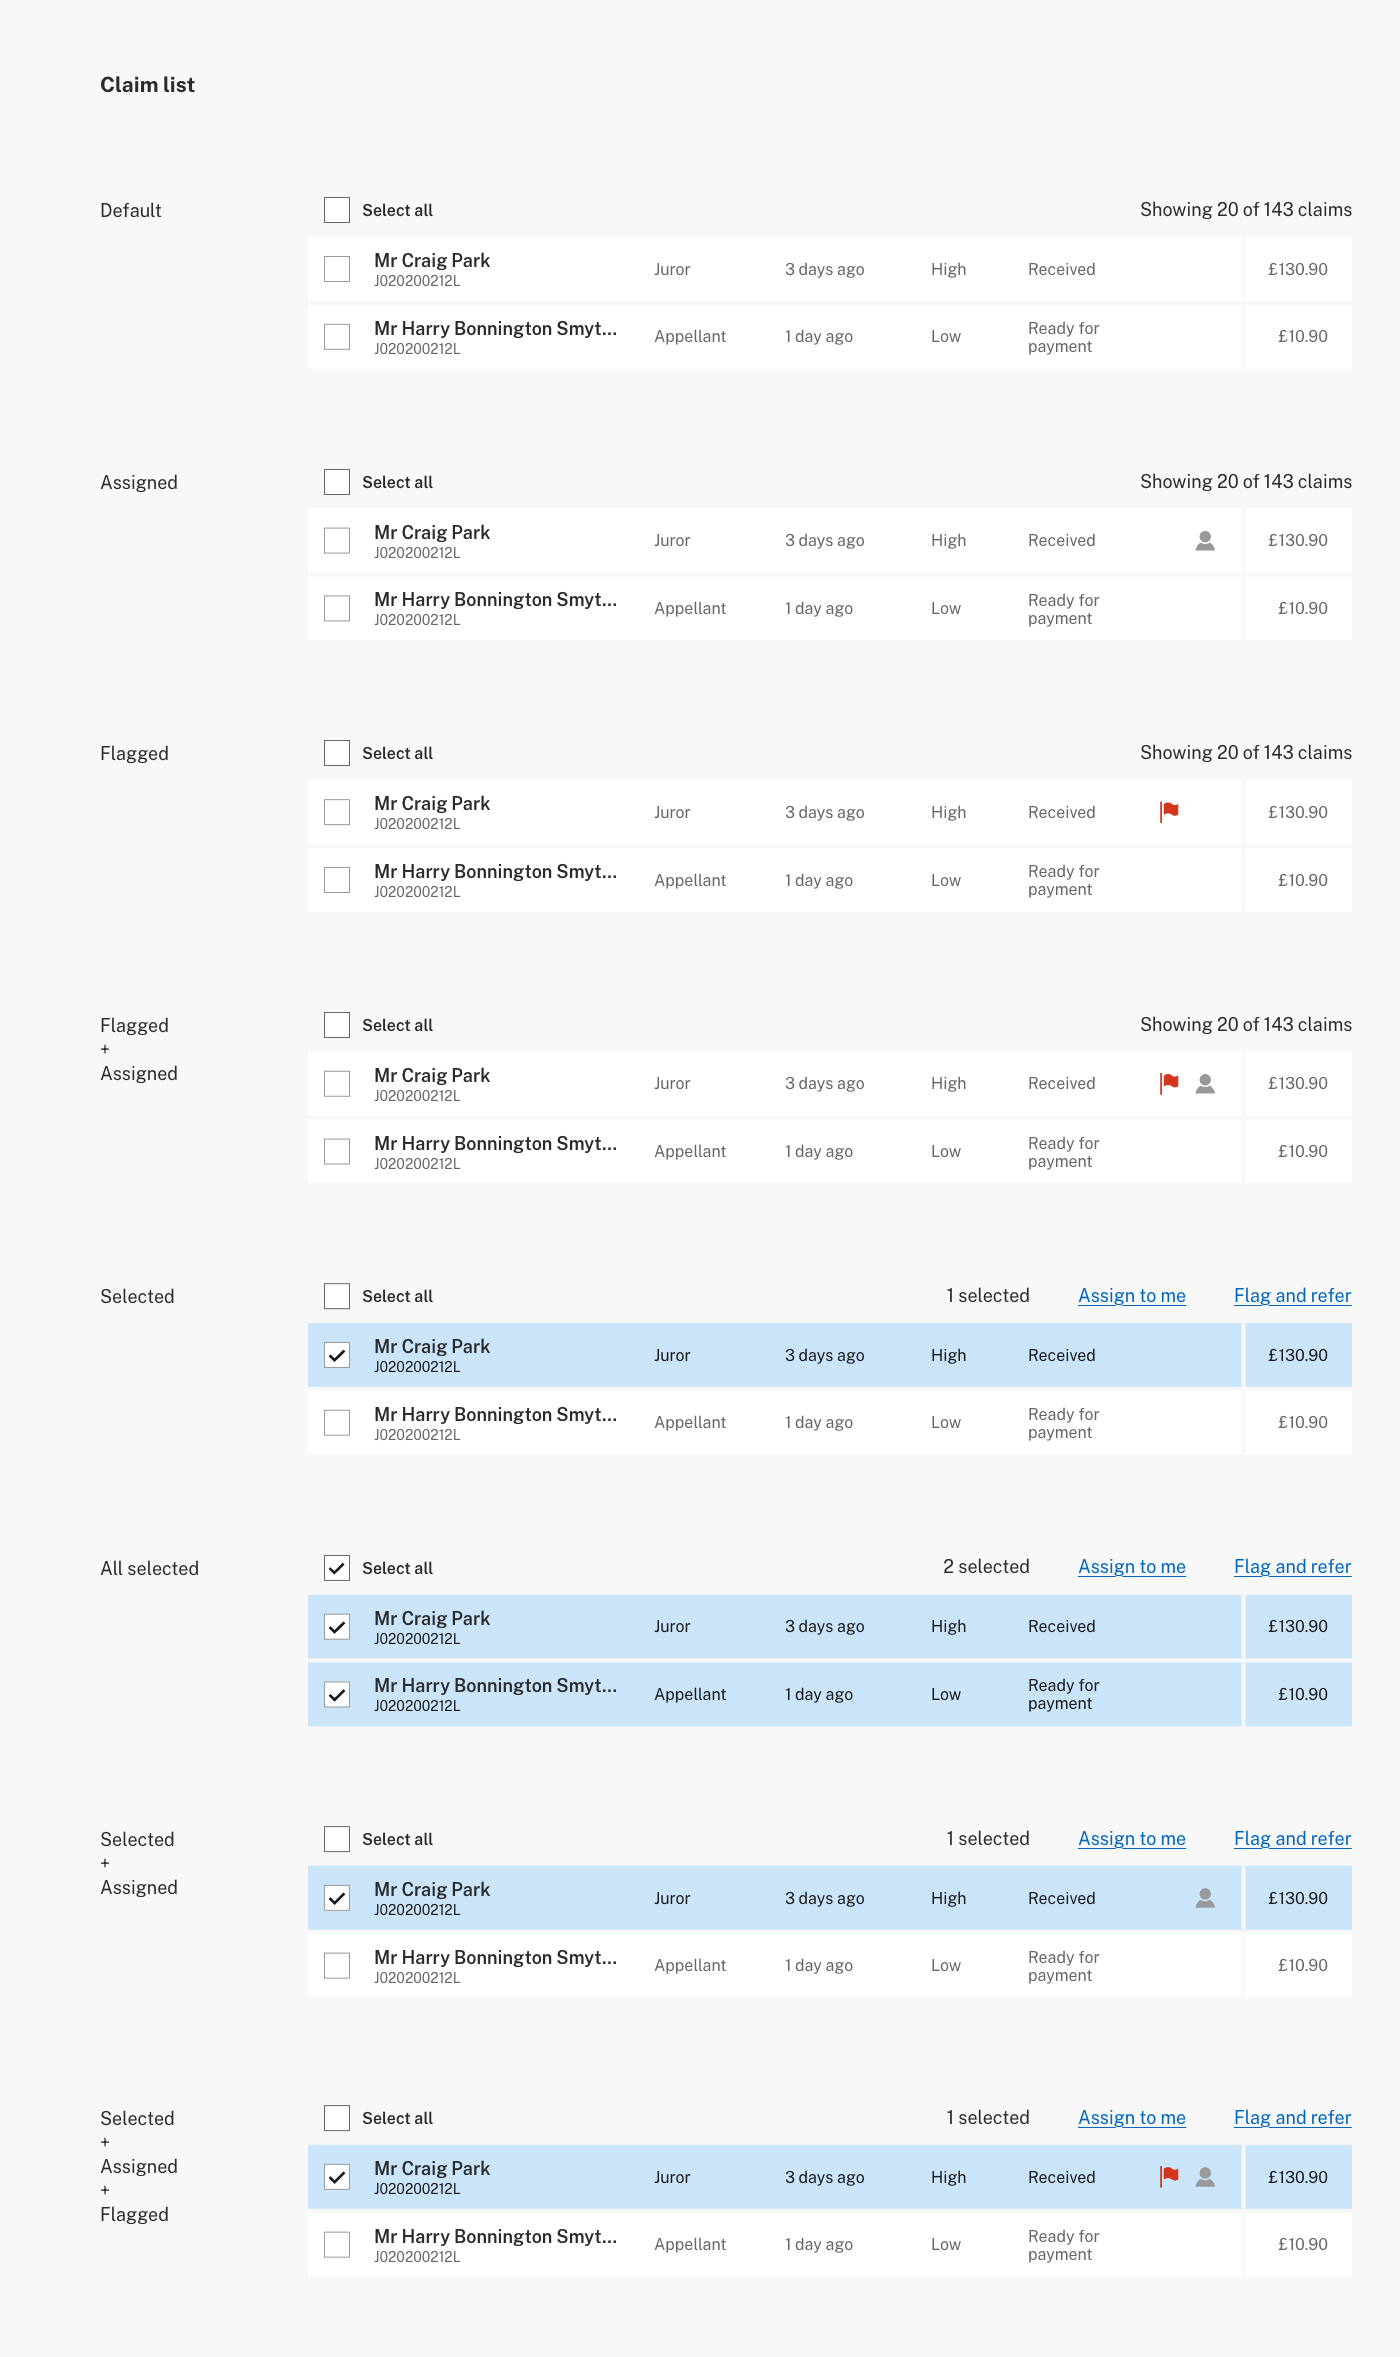 Claim list
Default
Select all
Showing 20 of 143 claims
Mr Craig Park
J020200212L
Juror
3 days ago
High
Received
£130.90
Mr Harry Bonnington Smyt...
J020200212L
Appellant
1 day ago
Low
Ready for
payment
£10.90
Assigned
Select all
Showing 20 of 143 claims
Mr Craig Park
J020200212L
Juror
3 days ago
High
Received
£130.90
Mr Harry Bonnington Smyt...
J020200212L
Appellant
1 day ago
Low
Ready for
payment
£10.90
Flagged
Select all
Showing 20 of 143 claims
Mr Craig Park
J020200212L
Juror
3 days ago
High
Received
£130.90
Mr Harry Bonnington Smyt...
J020200212L
Appellant
1 day ago
Low
Ready for
payment
£10.90
Flagged
+
Assigned
Select all
Showing 20 of 143 claims
Mr Craig Park
J020200212L
Juror
3 days ago
High
Received
£130.90
Mr Harry Bonnington Smyt...
J020200212L
Appellant
1 day ago
Low
Ready for
payment
£10.90
Selected
Select all
1 selected
Assign to me
Flag and refer
Mr Craig Park
J020200212L
Juror
3 days ago
High
Received
£130.90
Mr Harry Bonnington Smyt...
J020200212L
Appellant
1 day ago
Low
Ready for
payment
£10.90
All selected
Select all
2 selected
Assign to me
Flag and refer
Mr Craig Park
J020200212L
Juror
3 days ago
High
Received
£130.90
Mr Harry Bonnington Smyt...
J020200212L
Appellant
1 day ago
Low
Ready for
payment
£10.90
Selected
+
Assigned
Select all
1 selected
Assign to me
Flag and refer
Mr Craig Park
J020200212L
Juror
3 days ago
High
Received
£130.90
Mr Harry Bonnington Smyt...
J020200212L
Appellant
1 day ago
Low
Ready for
payment
£10.90
Selected
+
Assigned
+
Flagged
Select all
1 selected
Assign to me
Flag and refer
Mr Craig Park
J020200212L
Juror
3 days ago
High
Received
£130.90
Mr Harry Bonnington Smyt...
J020200212L
Appellant
1 day ago
Low
Ready for
payment
£10.90